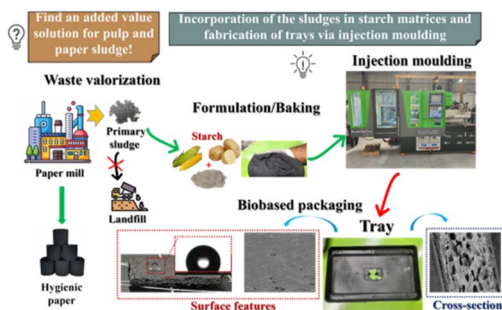 Find an added value
solution for pulp and
paper sludge!
Incorporation of the sludges in starch matrices and
fabrication of trays via injection moulding
Waste valorization
Injection moulding
Formulation/Baking
Starch
+
Primary
sludge
Paper mill
Landfill
Biobased packaging
Tray
Hygienic
paper
Surface features
Cross-section